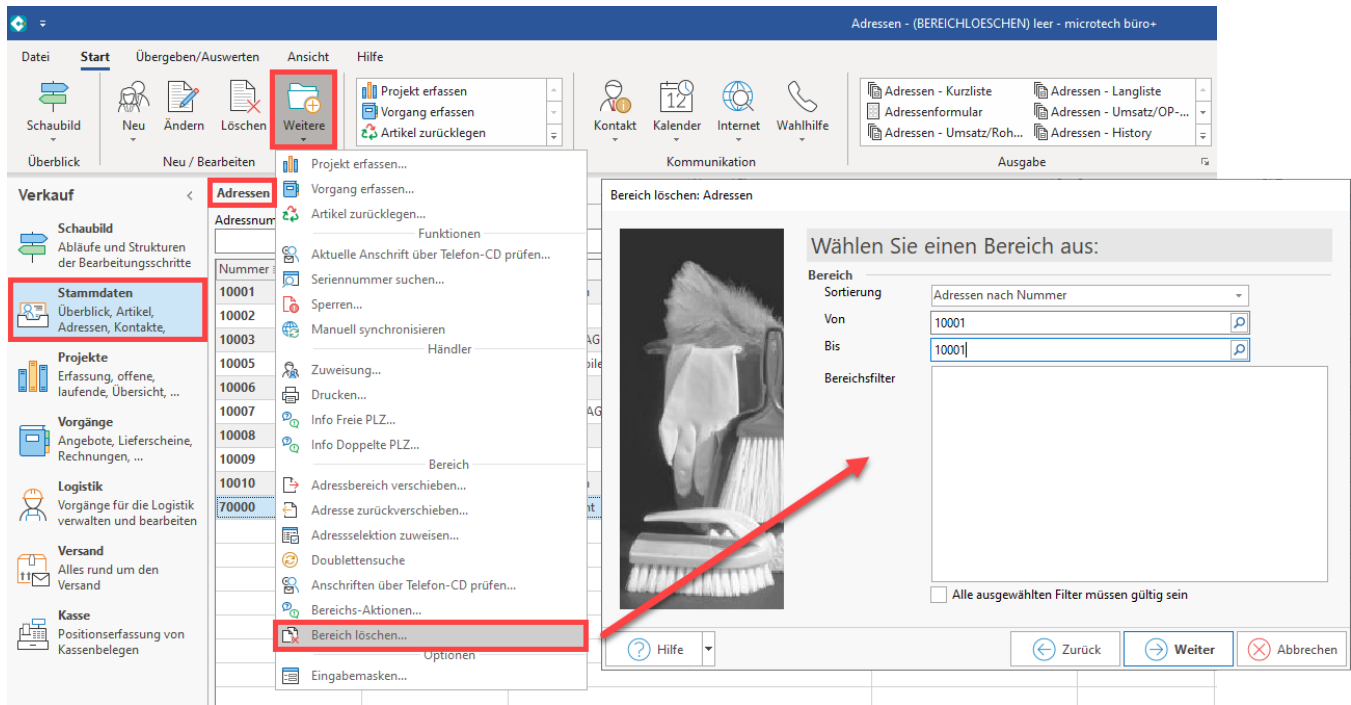 Adressen - (BEREICHLOESCHEN) leer - microtech büro+
Datei Start Übergeben/Auswerten Ansicht Hilfe
Schaubild
Neu
Ändern
Löschen
Weitere
Projekt erfassen
Vorgang erfassen
Artikel zurücklegen
Kontakt
Kalender
Internet
Wahlhilfe
Adressen - Kurzliste
Adressenformular
Adressen - Umsatz/Roh...
Adressen - Langliste
Adressen - Umsatz/OP-...
Adressen - History
Überblick
Neu / Be
Kommunikation
Ausgabe
Verkauf
Schaubild
Abläufe und Strukturen
der Bearbeitungsschritte
Stammdaten
Überblick, Artikel,
Adressen, Kontakte,
Projekte
Erfassung, offene,
laufende, Übersicht, ...
Vorgänge
Angebote, Lieferscheine,
Rechnungen, ...
Logistik
Vorgänge für die Logistik
verwalten und bearbeiten
Versand
Alles rund um den
Versand
Kasse
Positionserfassung von
Kassenbelegen
Adressen
Adressnum
Nummer
10001
10002
10003
10005
10006
10007
10008
10009
10010
70000
Projekt erfassen...
Vorgang erfassen...
Artikel zurücklegen...
Funktionen
Aktuelle Anschrift über Telefon-CD prüfen...
Seriennummer suchen...
Sperren...
Manuell synchronisieren
Händler
Zuweisung...
Drucken...
Info Freie PLZ...
Info Doppelte PLZ...
Bereich
Adressbereich verschieben...
Adresse zurückverschieben...
Adressselektion zuweisen...
Doublettensuche
Anschriften über Telefon-CD prüfen...
Bereichs-Aktionen...
Bereich löschen...
Optionen
Eingabemasken...
AG
bile
AG
nt
Bereich löschen: Adressen
Wählen Sie einen Bereich aus:
Bereich
Sortierung Adressen nach Nummer
Von 10001
Bis 10001
Bereichsfilter
Alle ausgewählten Filter müssen gültig sein
Hilfe Zurück Weiter Abbrechen